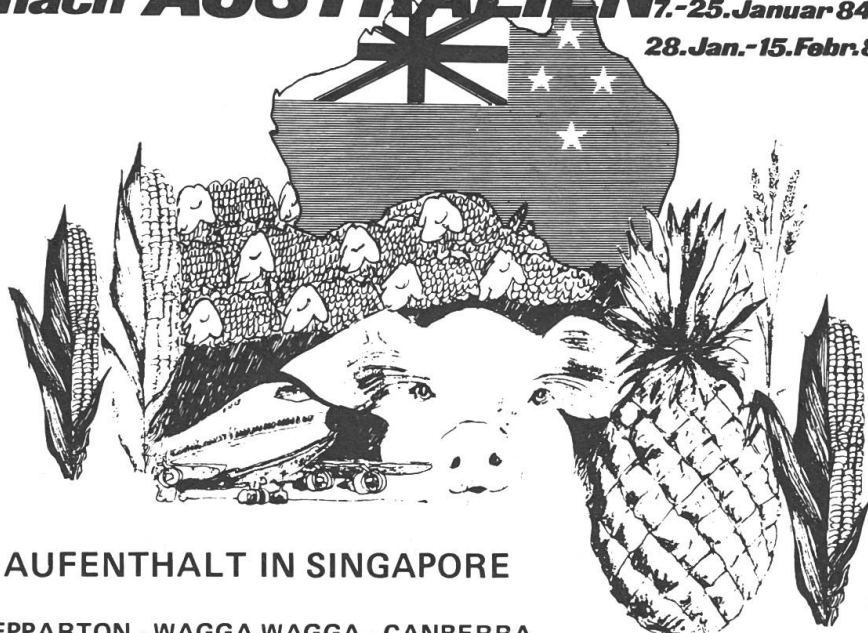 nach AUSTRALIEN 7.-25.Januar 84
28.Jan.-15.Febr.8
AUFENTHALT IN SINGAPORE
EPPARTON - WAGGA WAGGA - CANBERRA